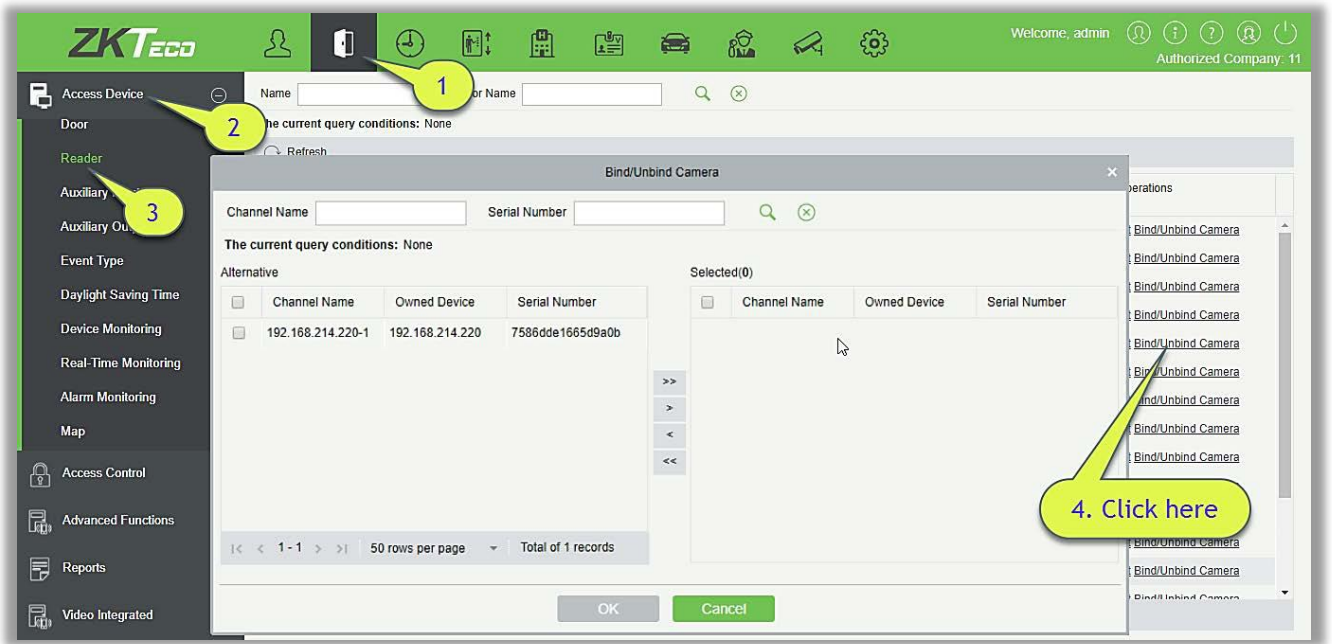 ZKTeco
Welcome, admin
Authorized Company: 11
1
Access Device
2
Door
Reader
3
Auxiliary
Auxiliary
Event Type
Daylight Saving Time
Device Monitoring
Real-Time Monitoring
Alarm Monitoring
Map
Access Control
Advanced Functions
Reports
Video Integrated
Name
Name
The current query conditions: None
Refresh
Bind/Unbind Camera
Channel Name
Serial Number
The current query conditions: None
Alternative
Channel Name Owned Device Serial Number
192.168.214.220-1 192.168.214.220 7586dde1665d9a0b
>>
>
<
<<
1-1 50 rows per page Total of 1 records
Selected(0)
Channel Name Owned Device Serial Number
OK
Cancel
perations
Bind/Unbind Camera
Bind/Unbind Camera
Bind/Unbind Camera
Bind/Unbind Camera
Bind/Unbind Camera
Bind/Unbind Camera
Bind/Unbind Camera
Bind/Unbind Camera
Bind/Unbind Camera
4. Click here
Bind/Unbind Camera
Bind/Unbind Camera
Bind/Unbind Camera